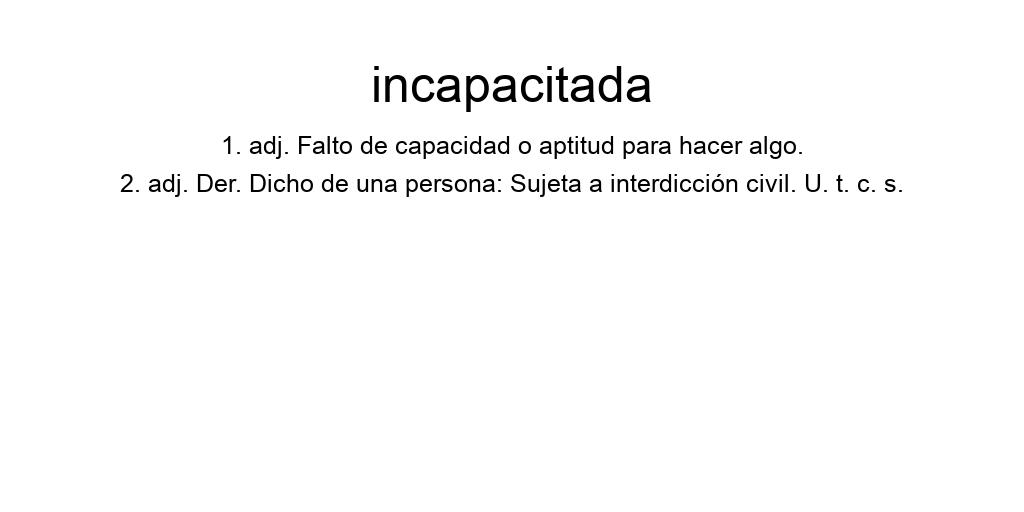 incapacitada
1. adj. Falto de capacidad o aptitud para hacer algo.
2. adj. Der. Dicho de una persona: Sujeta a interdicción civil. U. t. c. s.